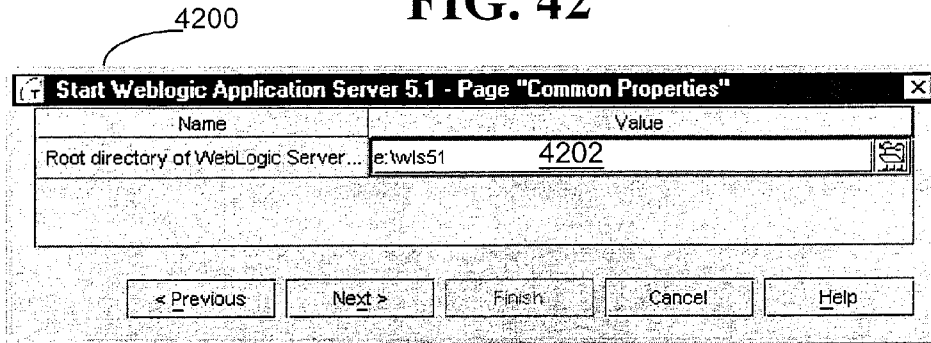 FIG. 42
4200
Start Weblogic Application Server 5.1 - Page "Common Properties"
Name Value
Root directory of WebLogic Server... e:\wls51 4202
< Previous Next > Finish Cancel Help